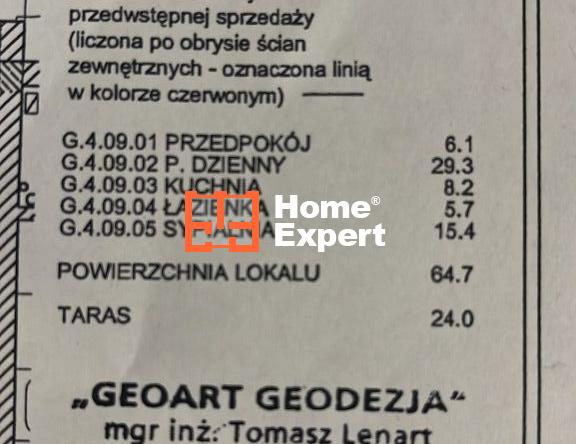 przedwstępnej sprzedaży
(liczona po obrysie ścian
zewnętrznych - oznaczona linią
w kolorze czerwonym)
G.4.09.01 PRZEDPOKÓJ 6.1
G.4.09.02 P. DZIENNY 29.3
G.4.09.03 KUCHNIA 8.2
G.4.09.04 ŁAZIENKA 5.7
G.4.09.05 SYPIALNIA 15.4
Home®
Expert
POWIERZCHNIA LOKALU 64.7
TARAS 24.0
„GEOART GEODEZJA"
mgr inż. Tomasz Lenart